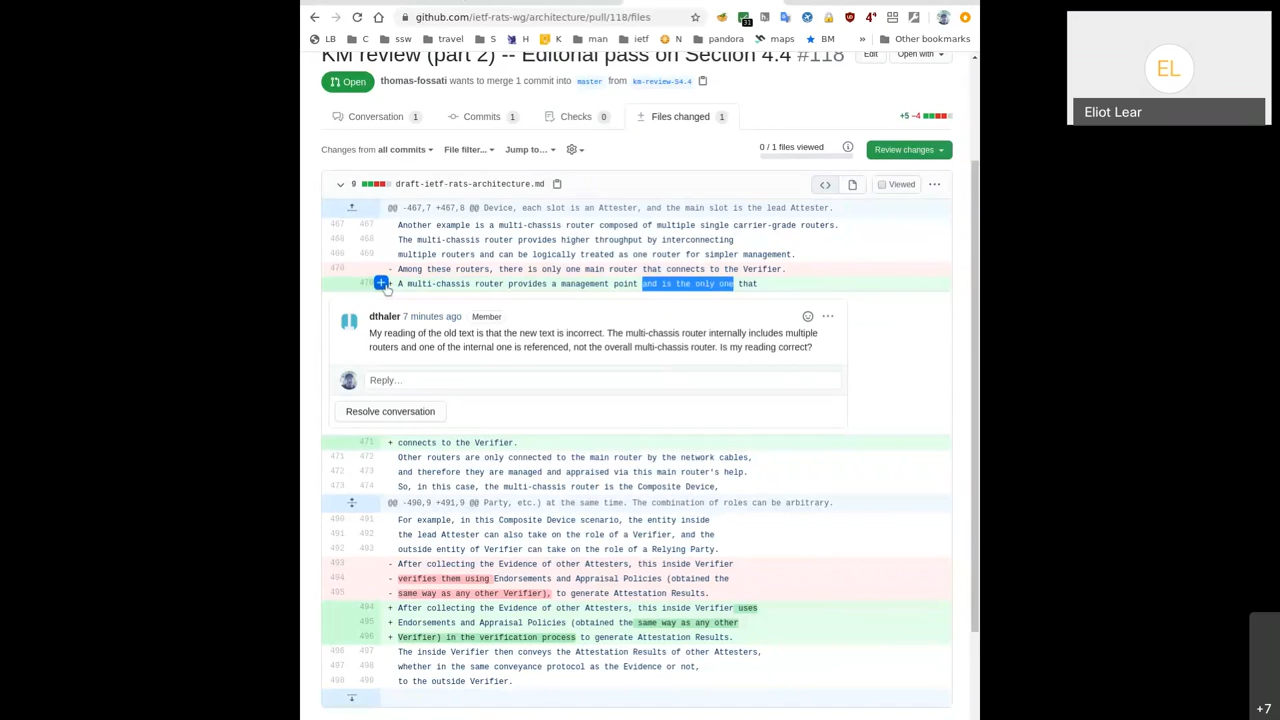 github.com/ietf-rats-wg/architecture/pull/118/files
31
LB C ssw travel S H K man ietf N pandora maps BM » Other bookmarks
KM review (part 2) -- Editorial pass on Section 4.4 #118 Edit Open with
Open thomas-fossati wants to merge 1 commit into master from km-review-S4.4
Conversation 1 Commits 1 Checks 0 Files changed 1 +5 −4
Changes from all commits File filter... Jump to... 0 / 1 files viewed Review changes
9 draft-ietf-rats-architecture.md Viewed
@@ -467,7 +467,8 @@ Device, each slot is an Attester, and the main slot is the lead Attester.
467 467 Another example is a multi-chassis router composed of multiple single carrier-grade routers.
468 468 The multi-chassis router provides higher throughput by interconnecting
469 469 multiple routers and can be logically treated as one router for simpler management.
470 - Among these routers, there is only one main router that connects to the Verifier.
470 + A multi-chassis router provides a management point and is the only one that
dthaler 7 minutes ago Member
My reading of the old text is that the new text is incorrect. The multi-chassis router internally includes multiple
routers and one of the internal one is referenced, not the overall multi-chassis router. Is my reading correct?
Reply…
Resolve conversation
471 + connects to the Verifier.
471 472 Other routers are only connected to the main router by the network cables,
472 473 and therefore they are managed and appraised via this main router's help.
473 474 So, in this case, the multi-chassis router is the Composite Device,
@@ -490,9 +491,9 @@ Party, etc.) at the same time. The combination of roles can be arbitrary.
490 491 For example, in this Composite Device scenario, the entity inside
491 492 the lead Attester can also take on the role of a Verifier, and the
492 493 outside entity of Verifier can take on the role of a Relying Party.
493 - After collecting the Evidence of other Attesters, this inside Verifier
494 - verifies them using Endorsements and Appraisal Policies (obtained the
495 - same way as any other Verifier), to generate Attestation Results.
494 + After collecting the Evidence of other Attesters, this inside Verifier uses
495 + Endorsements and Appraisal Policies (obtained the same way as any other
496 + Verifier) in the verification process to generate Attestation Results.
496 497 The inside Verifier then conveys the Attestation Results of other Attesters,
497 498 whether in the same conveyance protocol as the Evidence or not,
498 499 to the outside Verifier.
EL
Eliot Lear
+7